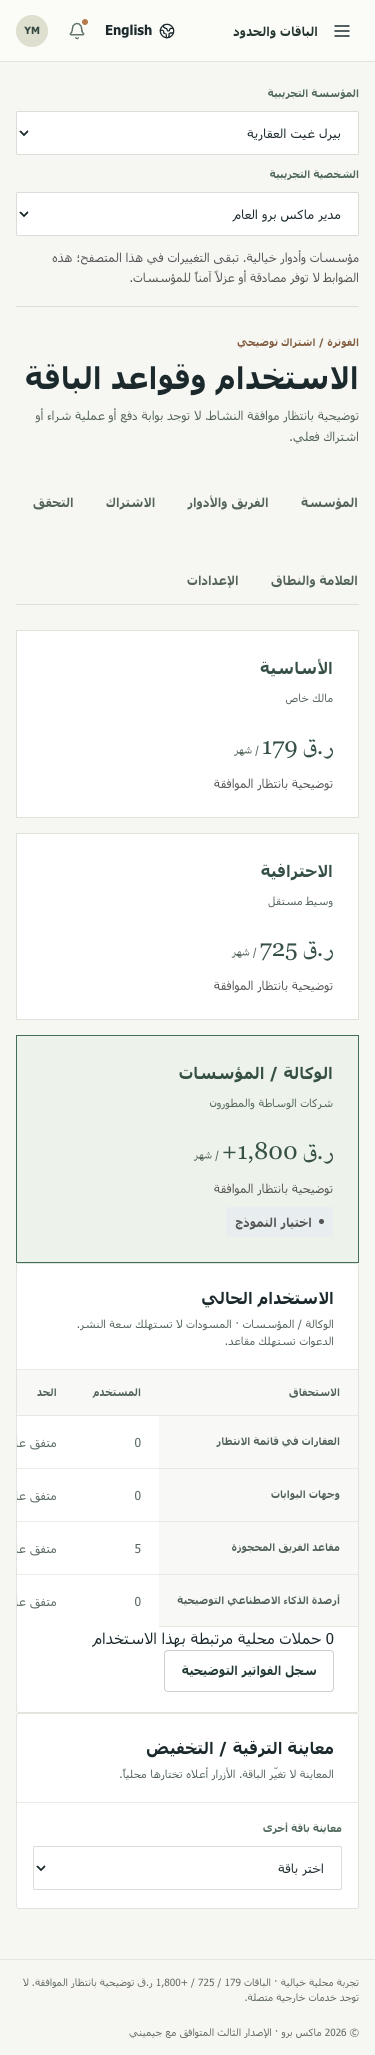 الباقات والحدود
English
YM
المؤسسة التجريبية
بيرل غيت العقارية
الشخصية التجريبية
مدير ماكس برو العام
مؤسسات وأدوار خيالية. تبقى التغييرات في هذا المتصفح؛ هذه
الضوابط لا توفر مصادقة أو عزلاً آمناً للمؤسسات.
الفوترة / اشتراك توضيحي
الاستخدام وقواعد الباقة
توضيحية بانتظار موافقة النشاط. لا توجد بوابة دفع أو عملية شراء أو
اشتراك فعلي.
المؤسسة
الفريق والأدوار
الاشتراك
التحقق
العلامة والنطاق
الإعدادات
الأساسية
مالك خاص
ر.ق 179 / شهر
توضيحية بانتظار الموافقة
الاحترافية
وسيط مستقل
ر.ق 725 / شهر
توضيحية بانتظار الموافقة
الوكالة / المؤسسات
شركات الوساطة والمطورون
ر.ق 1,800+ / شهر
توضيحية بانتظار الموافقة
• اختيار النموذج
الاستخدام الحالي
الوكالة / المؤسسات · المسودات لا تستهلك سعة النشر.
الدعوات تستهلك مقاعد.
الاستحقاق المستخدم الحد
العقارات في قائمة الانتظار 0 متفق
وجهات البوابات 0 متفق
مقاعد الفريق المحجوزة 5 متفق
أرصدة الذكاء الاصطناعي التوضيحية 0 متفق
0 حملات محلية مرتبطة بهذا الاستخدام
سجل الفواتير التوضيحية
معاينة الترقية / التخفيض
المعاينة لا تغيّر الباقة. الأزرار أعلاه تختارها محلياً.
معاينة باقة أخرى
اختر باقة
تجربة محلية خيالية · الباقات 179 / 725 / +1,800 ر.ق توضيحية بانتظار الموافقة. لا
توجد خدمات خارجية متصلة.
© 2026 ماكس برو · الإصدار الثالث المتوافق مع جيميني